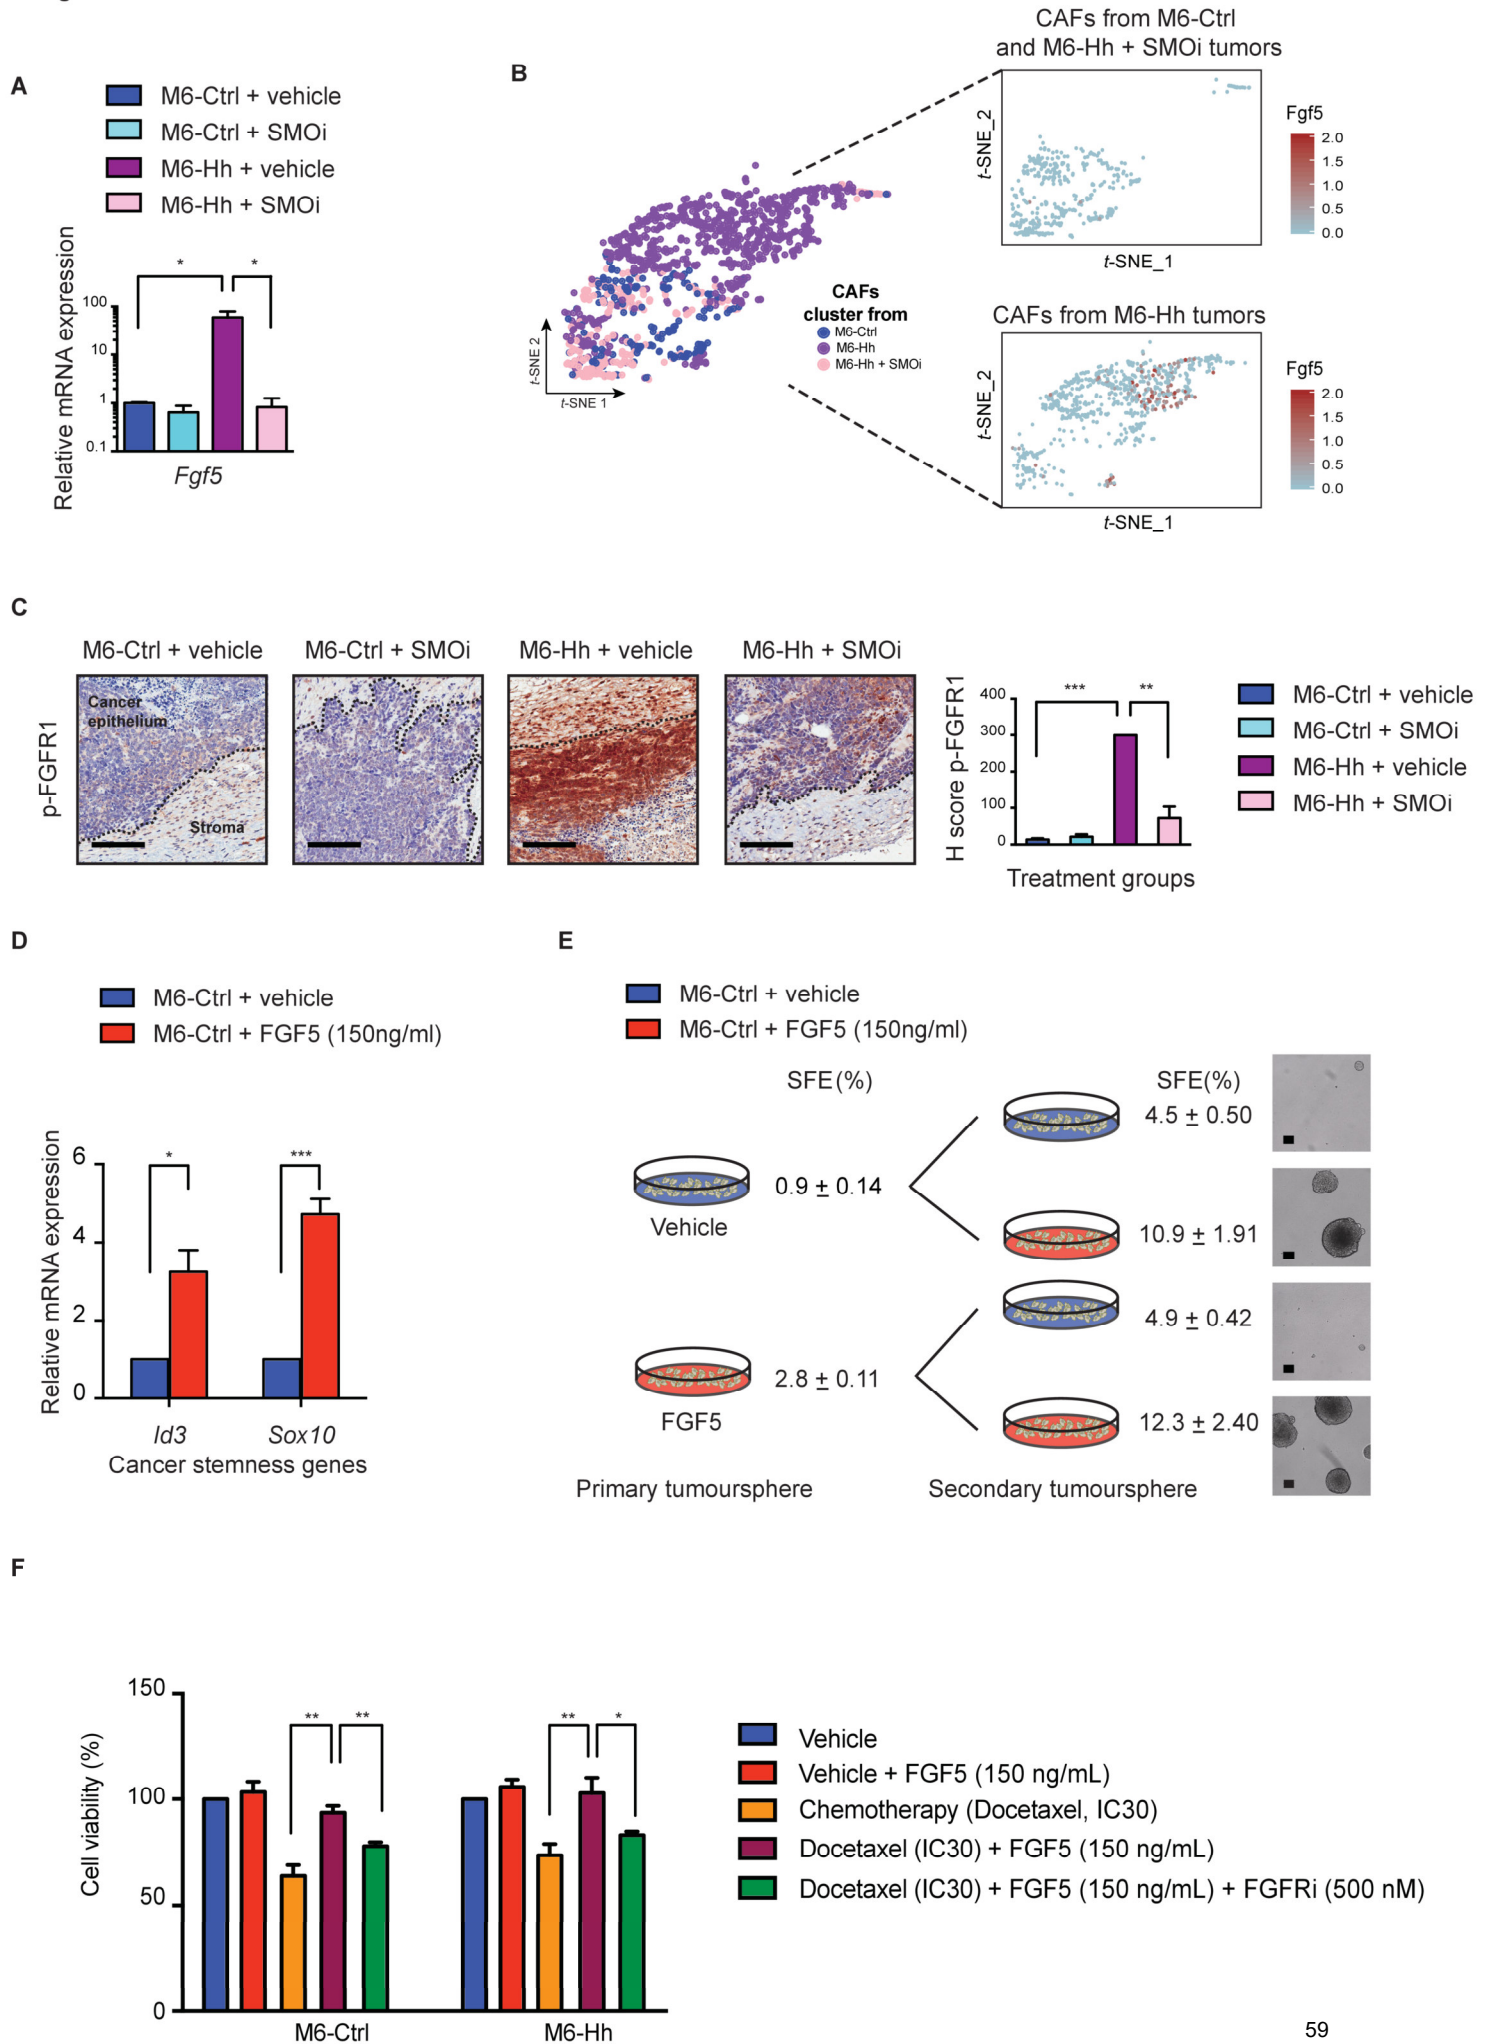 A
M6-Ctrl + vehicle
M6-Ctrl + SMOi
M6-Hh + vehicle
M6-Hh + SMOi
Relative mRNA expression
100
10
1
0.1
*
*
Fgf5
B
t-SNE 2
t-SNE 1
CAFs
cluster from
M6-Ctrl
M6-Hh
M6-Hh + SMOi
CAFs from M6-Ctrl
and M6-Hh + SMOi tumors
t-SNE_2
t-SNE_1
Fgf5
2.0
1.5
1.0
0.5
0.0
CAFs from M6-Hh tumors
t-SNE_2
t-SNE_1
Fgf5
2.0
1.5
1.0
0.5
0.0
C
p-FGFR1
M6-Ctrl + vehicle
M6-Ctrl + SMOi
M6-Hh + vehicle
M6-Hh + SMOi
Cancer
epithelium
Stroma
H score p-FGFR1
400
300
200
100
0
***
**
Treatment groups
M6-Ctrl + vehicle
M6-Ctrl + SMOi
M6-Hh + vehicle
M6-Hh + SMOi
D
M6-Ctrl + vehicle
M6-Ctrl + FGF5 (150ng/ml)
Relative mRNA expression
6
4
2
0
*
***
Id3
Sox10
Cancer stemness genes
E
M6-Ctrl + vehicle
M6-Ctrl + FGF5 (150ng/ml)
SFE(%)
SFE(%)
4.5 ± 0.50
0.9 ± 0.14
Vehicle
10.9 ± 1.91
4.9 ± 0.42
2.8 ± 0.11
FGF5
12.3 ± 2.40
Primary tumoursphere
Secondary tumoursphere
F
Cell viability (%)
150
100
50
0
**
**
**
*
M6-Ctrl
M6-Hh
Vehicle
Vehicle + FGF5 (150 ng/mL)
Chemotherapy (Docetaxel, IC30)
Docetaxel (IC30) + FGF5 (150 ng/mL)
Docetaxel (IC30) + FGF5 (150 ng/mL) + FGFRi (500 nM)
59